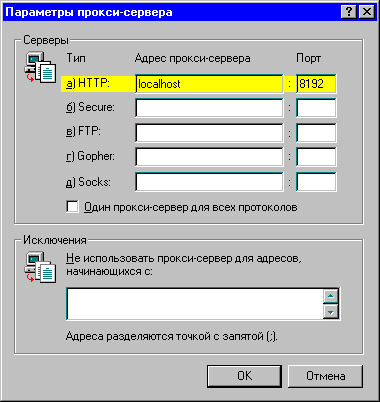 Параметры прокси-сервера
Серверы
Тип Адрес прокси-сервера Порт
а) HTTP: localhost : 8192
б) Secure: :
в) FTP: :
г) Gopher: :
д) Socks: :
Один прокси-сервер для всех протоколов
Исключения
Не использовать прокси-сервер для адресов,
начинающихся с:
Адреса разделяются точкой с запятой (;).
OK Отмена